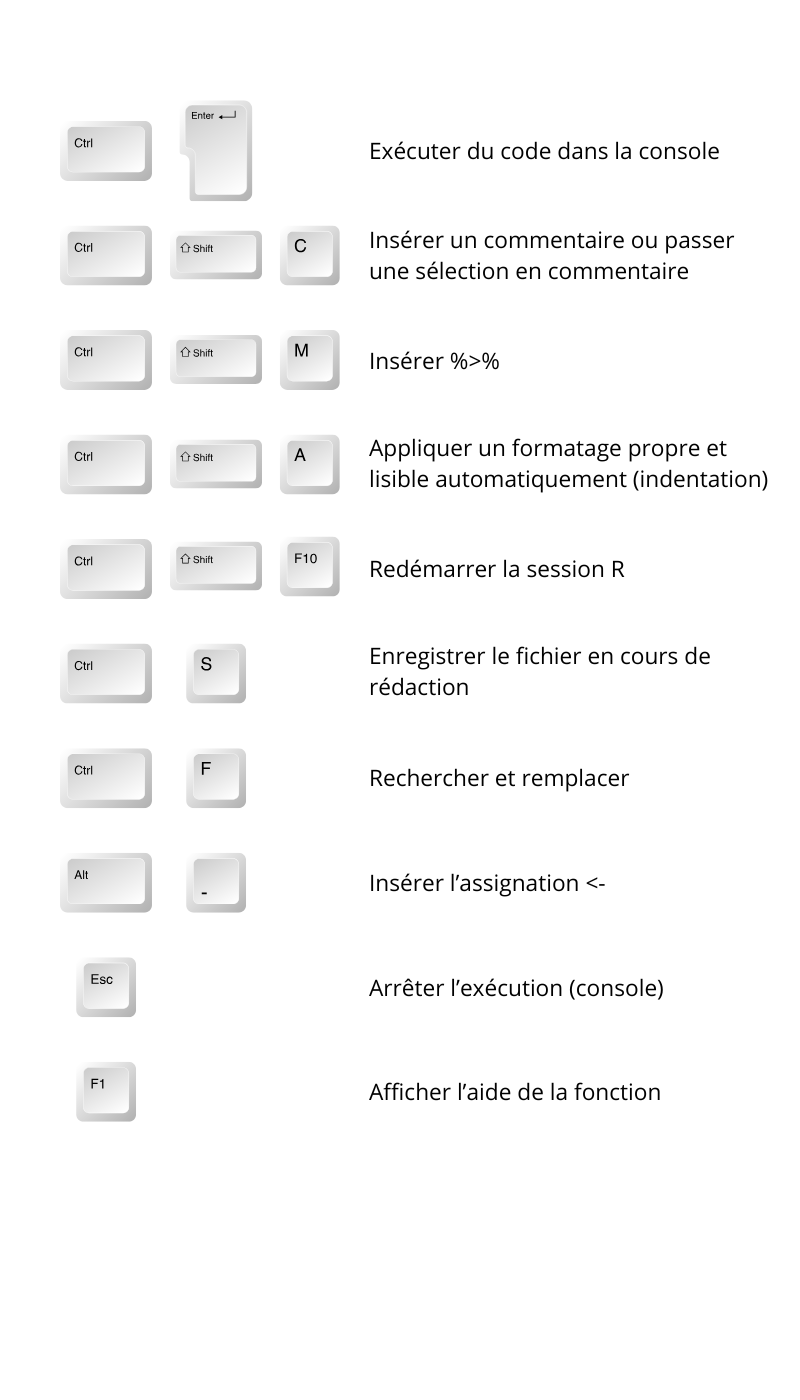 Ctrl Enter Exécuter du code dans la console
Ctrl Shift C Insérer un commentaire ou passer
une sélection en commentaire
Ctrl Shift M Insérer %>%
Ctrl Shift A Appliquer un formatage propre et
lisible automatiquement (indentation)
Ctrl Shift F10 Redémarrer la session R
Ctrl S Enregistrer le fichier en cours de
rédaction
Ctrl F Rechercher et remplacer
Alt - Insérer l’assignation <-
Esc Arrêter l’exécution (console)
F1 Afficher l’aide de la fonction